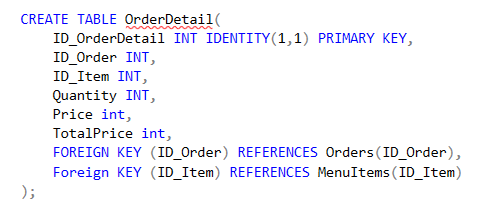 CREATE TABLE OrderDetail(
ID_OrderDetail INT IDENTITY(1,1) PRIMARY KEY,
ID_Order INT,
ID_Item INT,
Quantity INT,
Price int,
TotalPrice int,
FOREIGN KEY (ID_Order) REFERENCES Orders(ID_Order),
Foreign KEY (ID_Item) REFERENCES MenuItems(ID_Item)
);